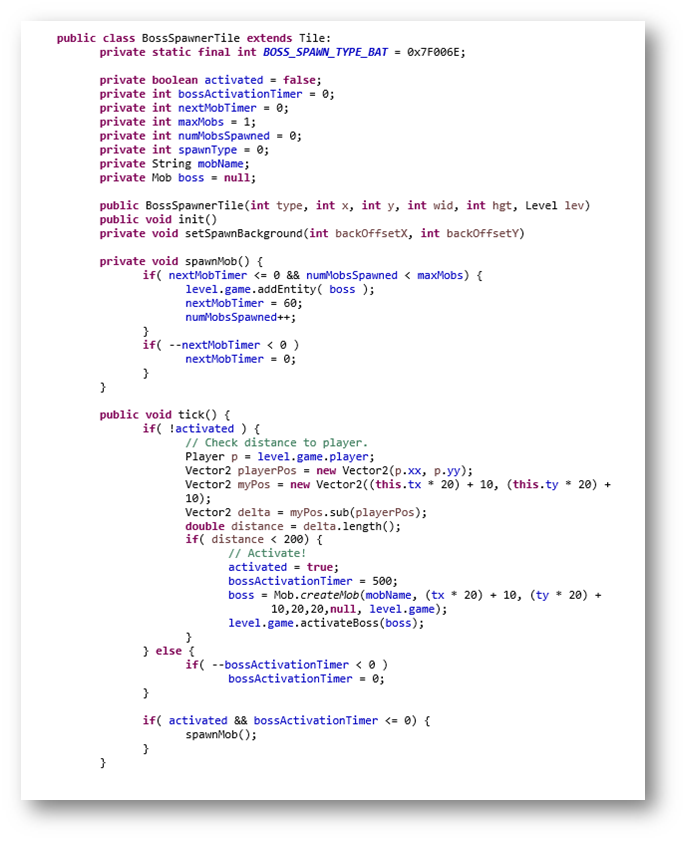 public class BossSpawnerTile extends Tile:
private static final int BOSS_SPAWN_TYPE_BAT = 0x7F006E;
private boolean activated = false;
private int bossActivationTimer = 0;
private int nextMobTimer = 0;
private int maxMobs = 1;
private int numMobsSpawned = 0;
private int spawnType = 0;
private String mobName;
private Mob boss = null;
public BossSpawnerTile(int type, int x, int y, int wid, int hgt, Level lev)
public void init()
private void setSpawnBackground(int backOffsetX, int backOffsetY)
private void spawnMob() {
if( nextMobTimer <= 0 && numMobsSpawned < maxMobs) {
level.game.addEntity( boss );
nextMobTimer = 60;
numMobsSpawned++;
}
if( --nextMobTimer < 0 )
nextMobTimer = 0;
}
}
public void tick() {
if( !activated ) {
// Check distance to player.
Player p = level.game.player;
Vector2 playerPos = new Vector2(p.xx, p.yy);
Vector2 myPos = new Vector2((this.tx * 20) + 10, (this.ty * 20) +
10);
Vector2 delta = myPos.sub(playerPos);
double distance = delta.length();
if( distance < 200) {
// Activate!
activated = true;
bossActivationTimer = 500;
boss = Mob.createMob(mobName, (tx * 20) + 10, (ty * 20) +
10,20,20,null, level.game);
level.game.activateBoss(boss);
}
} else {
if( --bossActivationTimer < 0 )
bossActivationTimer = 0;
}
if( activated && bossActivationTimer <= 0) {
spawnMob();
}
}